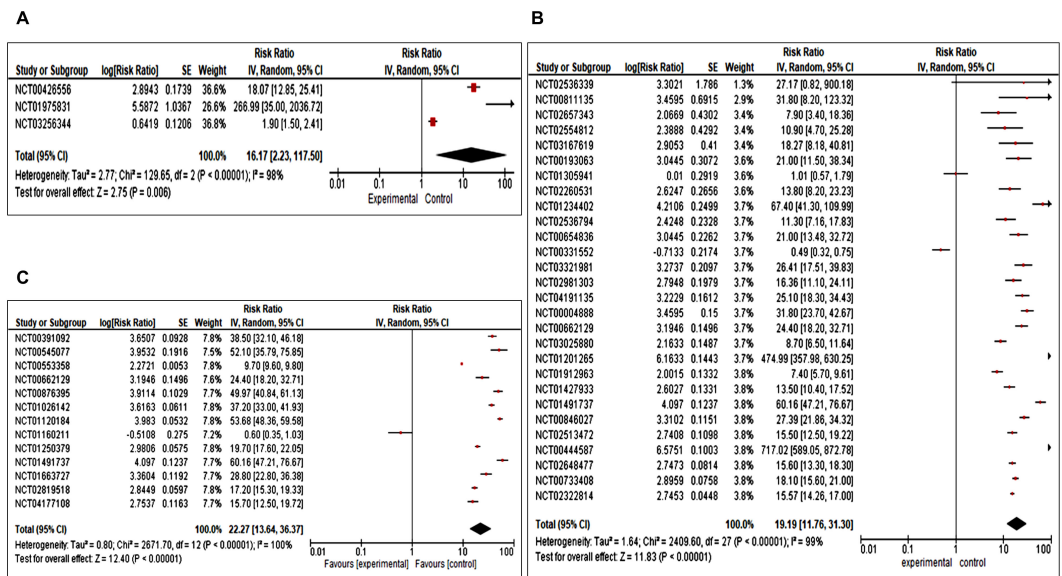 A
Risk Ratio Risk Ratio
Study or Subgroup log[Risk Ratio] SE Weight IV, Random, 95% CI IV, Random, 95% CI
NCT00426556 2.8943 0.1739 36.6% 18.07 [12.85, 25.41]
NCT01975831 5.5872 1.0367 26.6% 266.99 [35.00, 2036.72]
NCT03256344 0.6419 0.1206 36.8% 1.90 [1.50, 2.41]
Total (95% CI) 100.0% 16.17 [2.23, 117.50]
Heterogeneity: Tau² = 2.77; Chi² = 129.65, df = 2 (P < 0.00001); I² = 98%
Test for overall effect: Z = 2.75 (P = 0.006)
0.01 0.1 1 10 100
Experimental Control
B
Risk Ratio Risk Ratio
Study or Subgroup log[Risk Ratio] SE Weight IV, Random, 95% CI IV, Random, 95% CI
NCT02536339 3.3021 1.786 1.3% 27.17 [0.82, 900.18]
NCT00811135 3.4595 0.6915 2.9% 31.80 [8.20, 123.32]
NCT02657343 2.0669 0.4302 3.4% 7.90 [3.40, 18.36]
NCT02554812 2.3888 0.4292 3.4% 10.90 [4.70, 25.28]
NCT03167619 2.9053 0.41 3.4% 18.27 [8.18, 40.81]
NCT00193063 3.0445 0.3072 3.6% 21.00 [11.50, 38.34]
NCT01305941 0.01 0.2919 3.6% 1.01 [0.57, 1.79]
NCT02260531 2.6247 0.2656 3.6% 13.80 [8.20, 23.23]
NCT01234402 4.2106 0.2499 3.7% 67.40 [41.30, 109.99]
NCT02536794 2.4248 0.2328 3.7% 11.30 [7.16, 17.83]
NCT00654836 3.0445 0.2262 3.7% 21.00 [13.48, 32.72]
NCT00331552 -0.7133 0.2174 3.7% 0.49 [0.32, 0.75]
NCT03321981 3.2737 0.2097 3.7% 26.41 [17.51, 39.83]
NCT02981303 2.7948 0.1979 3.7% 16.36 [11.10, 24.11]
NCT04191135 3.2229 0.1612 3.7% 25.10 [18.30, 34.43]
NCT00004888 3.4595 0.15 3.7% 31.80 [23.70, 42.67]
NCT00662129 3.1946 0.1496 3.7% 24.40 [18.20, 32.71]
NCT03025880 2.1633 0.1487 3.7% 8.70 [6.50, 11.64]
NCT01201265 6.1633 0.1443 3.7% 474.99 [357.98, 630.25]
NCT01912963 2.0015 0.1332 3.8% 7.40 [5.70, 9.61]
NCT01427933 2.6027 0.1331 3.8% 13.50 [10.40, 17.52]
NCT01491737 4.097 0.1237 3.8% 60.16 [47.21, 76.67]
NCT00846027 3.3102 0.1151 3.8% 27.39 [21.86, 34.32]
NCT02513472 2.7408 0.1098 3.8% 15.50 [12.50, 19.22]
NCT00444587 6.5751 0.1003 3.8% 717.02 [589.05, 872.78]
NCT02648477 2.7473 0.0814 3.8% 15.60 [13.30, 18.30]
NCT00733408 2.8959 0.0758 3.8% 18.10 [15.60, 21.00]
NCT02322814 2.7453 0.0448 3.8% 15.57 [14.26, 17.00]
Total (95% CI) 100.0% 19.19 [11.76, 31.30]
Heterogeneity: Tau² = 1.64; Chi² = 2409.60, df = 27 (P < 0.00001); I² = 99%
Test for overall effect: Z = 11.83 (P < 0.00001)
0.01 0.1 1 10 100
experimental control
C
Risk Ratio Risk Ratio
Study or Subgroup log[Risk Ratio] SE Weight IV, Random, 95% CI IV, Random, 95% CI
NCT00391092 3.6507 0.0928 7.8% 38.50 [32.10, 46.18]
NCT00545077 3.9532 0.1916 7.5% 52.10 [35.79, 75.85]
NCT00553358 2.2721 0.0053 7.8% 9.70 [9.60, 9.80]
NCT00662129 3.1946 0.1496 7.6% 24.40 [18.20, 32.71]
NCT00876395 3.9114 0.1029 7.7% 49.97 [40.84, 61.13]
NCT01026142 3.6163 0.0611 7.8% 37.20 [33.00, 41.93]
NCT01120184 3.983 0.0532 7.8% 53.68 [48.36, 59.58]
NCT01160211 -0.5108 0.275 7.2% 0.60 [0.35, 1.03]
NCT01250379 2.9806 0.0575 7.8% 19.70 [17.60, 22.05]
NCT01491737 4.097 0.1237 7.7% 60.16 [47.21, 76.67]
NCT01663727 3.3604 0.1192 7.7% 28.80 [22.80, 36.38]
NCT02819518 2.8449 0.0597 7.8% 17.20 [15.30, 19.33]
NCT04177108 2.7537 0.1163 7.7% 15.70 [12.50, 19.72]
Total (95% CI) 100.0% 22.27 [13.64, 36.37]
Heterogeneity: Tau² = 0.80; Chi² = 2671.70, df = 12 (P < 0.00001); I² = 100%
Test for overall effect: Z = 12.40 (P < 0.00001)
0.01 0.1 1 10 100
Favours [experimental] Favours [control]